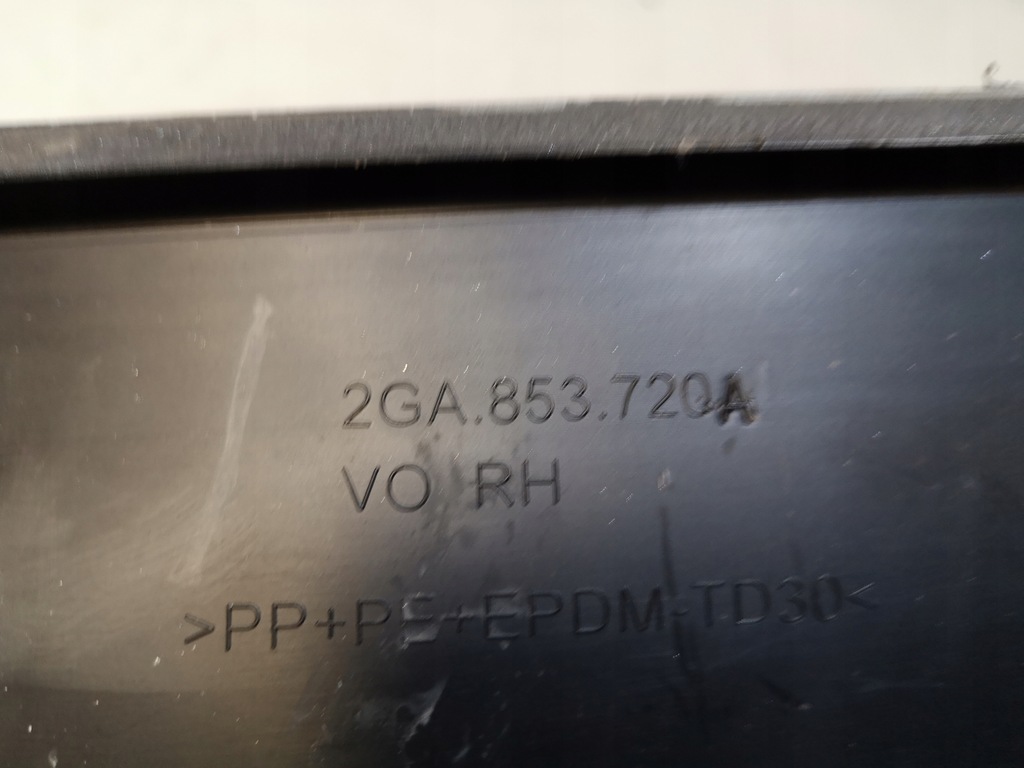 2GA.853.720A
VO RH
>PP+PE+EPDM-TD30<